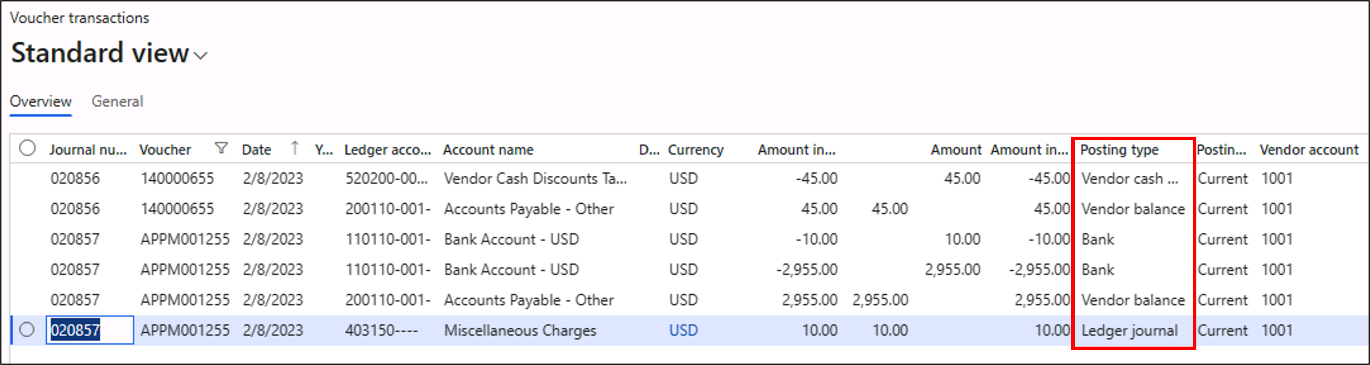 Voucher transactions
Standard view
Overview General
Journal nu... Voucher Date Y... Ledger acco... Account name D... Currency Amount in... Amount Amount in... Posting type Postin... Vendor account
020856 140000655 2/8/2023 520200-00... Vendor Cash Discounts Ta... USD -45.00 45.00 -45.00 Vendor cash ... Current 1001
020856 140000655 2/8/2023 200110-001- Accounts Payable - Other USD 45.00 45.00 45.00 Vendor balance Current 1001
020857 APPM001255 2/8/2023 110110-001- Bank Account - USD USD -10.00 10.00 -10.00 Bank Current 1001
020857 APPM001255 2/8/2023 110110-001- Bank Account - USD USD -2,955.00 2,955.00 -2,955.00 Bank Current 1001
020857 APPM001255 2/8/2023 200110-001- Accounts Payable - Other USD 2,955.00 2,955.00 2,955.00 Vendor balance Current 1001
020857 APPM001255 2/8/2023 403150---- Miscellaneous Charges USD 10.00 10.00 10.00 Ledger journal Current 1001